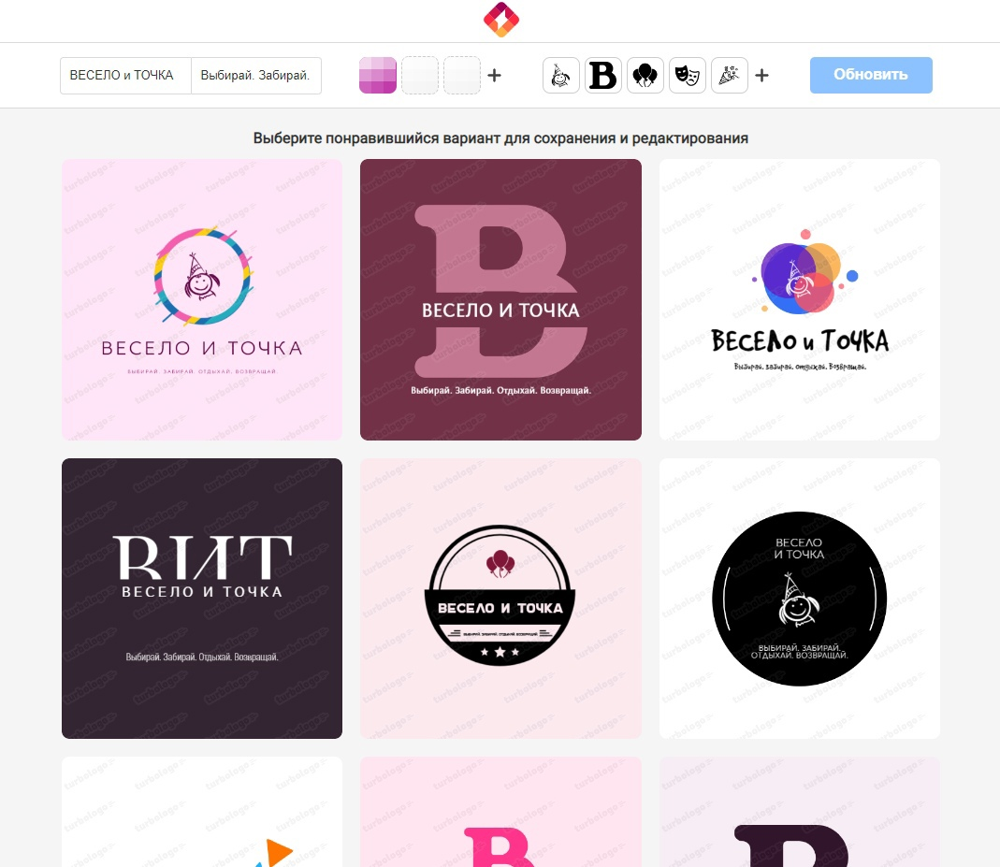 ВЕСЕЛО и ТОЧКА
Выбирай. Забирай.
B
Обновить
Выберите понравившийся вариант для сохранения и редактирования
ВЕСЕЛО И ТОЧКА
ВЫБИРАЙ. ЗАБИРАЙ. ОТДЫХАЙ. ВОЗВРАЩАЙ.
B
ВЕСЕЛО И ТОЧКА
Выбирай. Забирай. Отдыхай. Возвращай.
ВЕСЕЛО и ТОЧКА
Выбирай. Забирай. Отдыхай. Возвращай.
ВИТ
ВЕСЕЛО И ТОЧКА
Выбирай. Забирай. Отдыхай. Возвращай.
ВЕСЕЛО И ТОЧКА
ВЫБИРАЙ. ЗАБИРАЙ. ОТДЫХАЙ. ВОЗВРАЩАЙ.
ВЕСЕЛО
И ТОЧКА
ВЫБИРАЙ. ЗАБИРАЙ.
ОТДЫХАЙ. ВОЗВРАЩАЙ.
turbologo